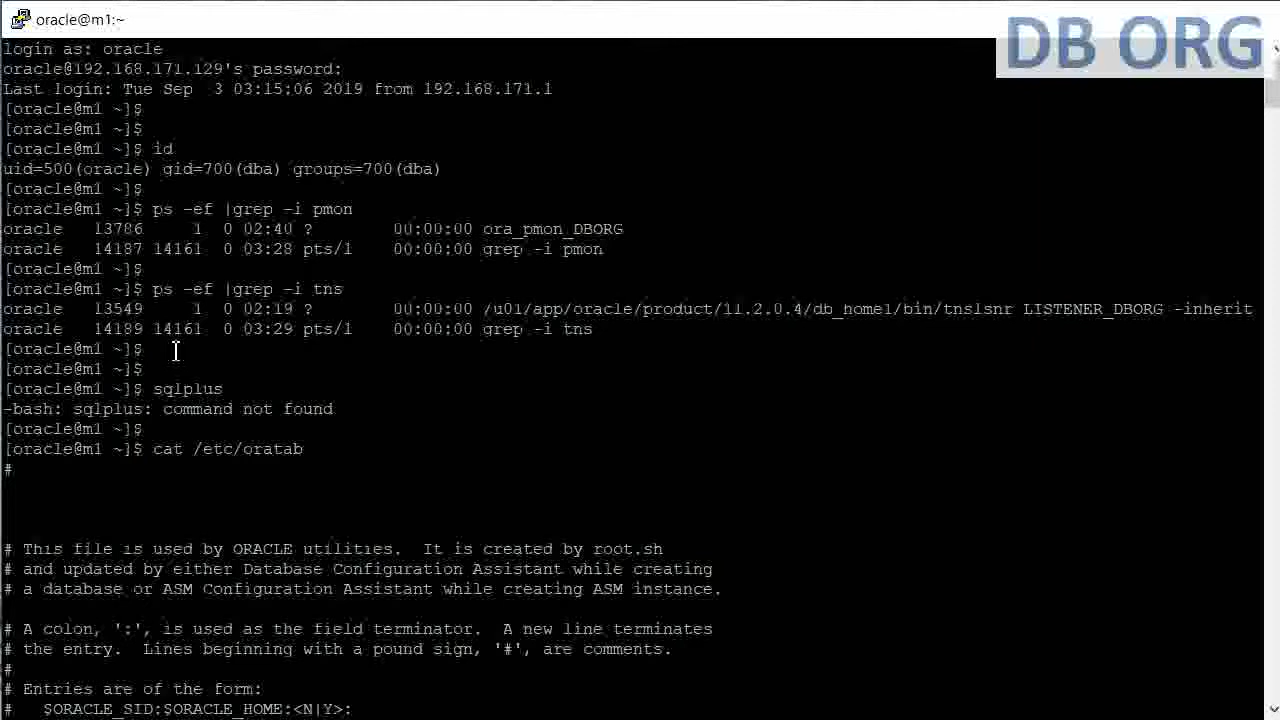 oracle@m1:~
DB ORG
login as: oracle
oracle@192.168.171.129's password:
Last login: Tue Sep  3 03:15:06 2019 from 192.168.171.1
[oracle@m1 ~]$
[oracle@m1 ~]$
[oracle@m1 ~]$ id
uid=500(oracle) gid=700(dba) groups=700(dba)
[oracle@m1 ~]$
[oracle@m1 ~]$ ps -ef |grep -i pmon
oracle   13786     1  0 02:40 ?        00:00:00 ora_pmon_DBORG
oracle   14187 14161  0 03:28 pts/1    00:00:00 grep -i pmon
[oracle@m1 ~]$
[oracle@m1 ~]$ ps -ef |grep -i tns
oracle   13549     1  0 02:19 ?        00:00:00 /u01/app/oracle/product/11.2.0.4/db_home1/bin/tnslsnr LISTENER_DBORG -inherit
oracle   14189 14161  0 03:29 pts/1    00:00:00 grep -i tns
[oracle@m1 ~]$
[oracle@m1 ~]$
[oracle@m1 ~]$ sqlplus
-bash: sqlplus: command not found
[oracle@m1 ~]$
[oracle@m1 ~]$ cat /etc/oratab
#
# This file is used by ORACLE utilities.  It is created by root.sh
# and updated by either Database Configuration Assistant while creating
# a database or ASM Configuration Assistant while creating ASM instance.
# A colon, ':', is used as the field terminator.  A new line terminates
# the entry.  Lines beginning with a pound sign, '#', are comments.
#
# Entries are of the form:
#   $ORACLE_SID:$ORACLE_HOME:<N|Y>: